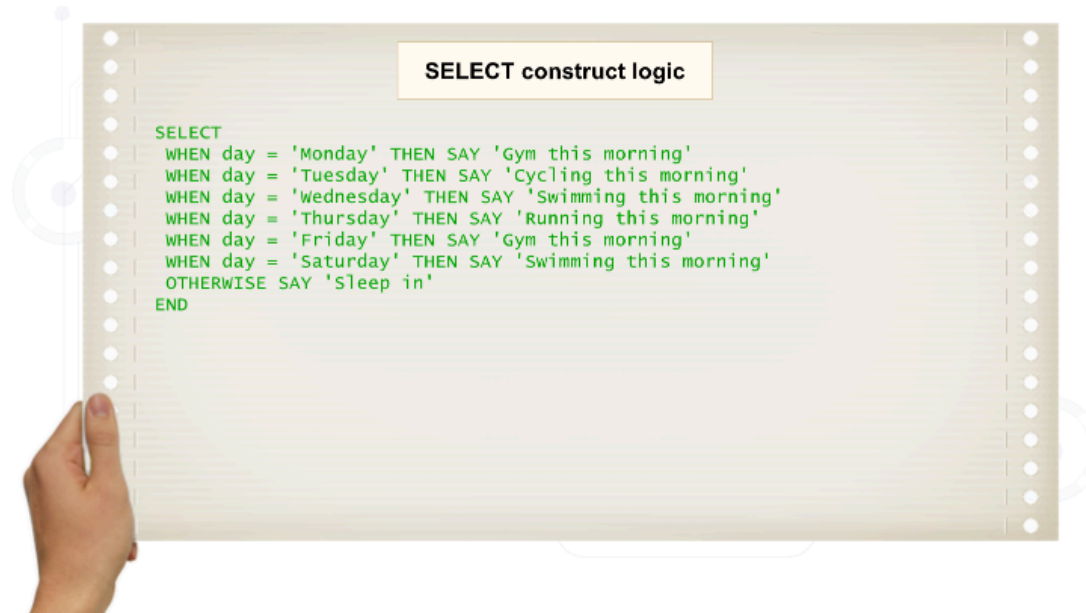 SELECT construct logic
SELECT
WHEN day = 'Monday' THEN SAY 'Gym this morning'
WHEN day = 'Tuesday' THEN SAY 'Cycling this morning'
WHEN day = 'Wednesday' THEN SAY 'Swimming this morning'
WHEN day = 'Thursday' THEN SAY 'Running this morning'
WHEN day = 'Friday' THEN SAY 'Gym this morning'
WHEN day = 'Saturday' THEN SAY 'Swimming this morning'
OTHERWISE SAY 'Sleep in'
END